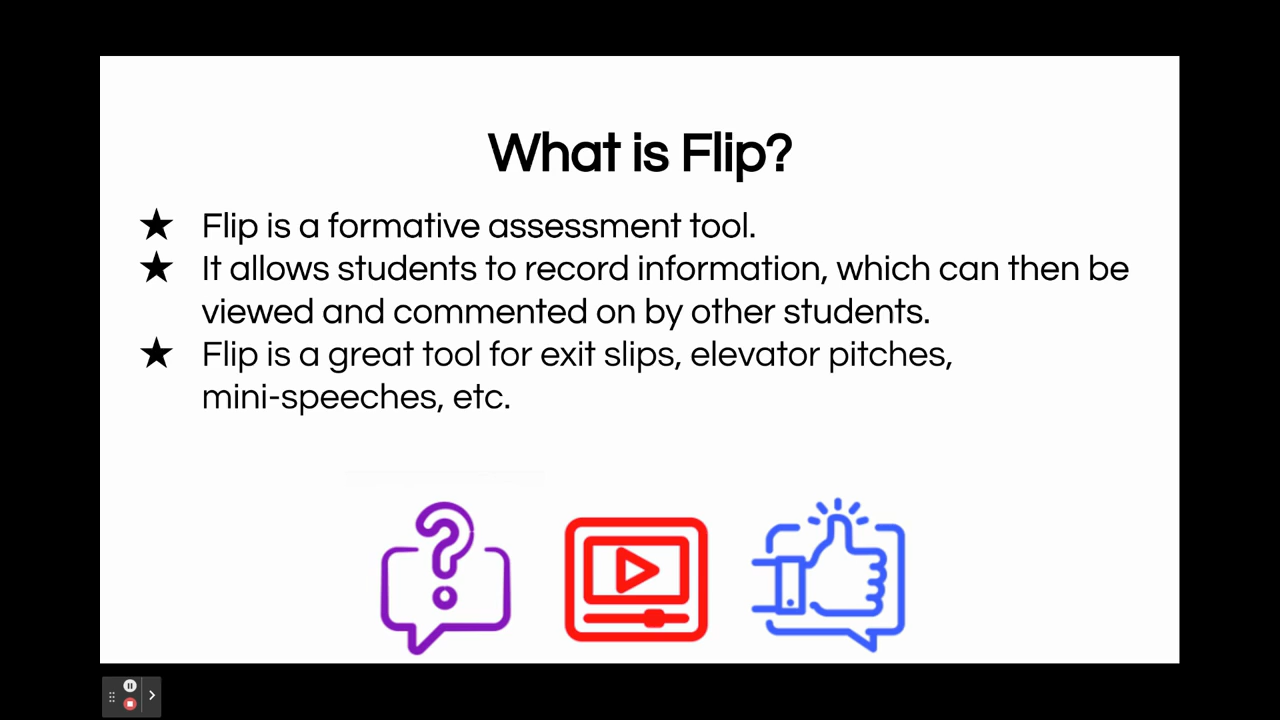 What is Flip?
★ Flip is a formative assessment tool.
★ It allows students to record information, which can then be
viewed and commented on by other students.
★ Flip is a great tool for exit slips, elevator pitches,
mini-speeches, etc.